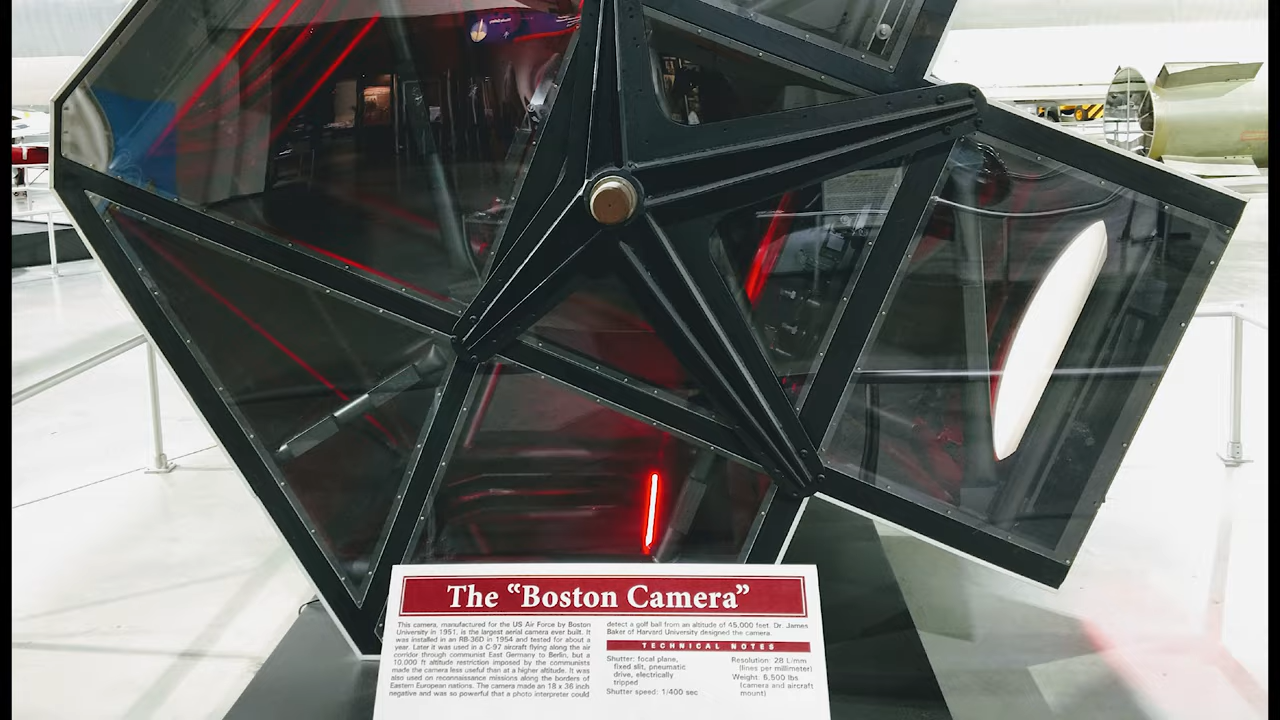 The “Boston Camera”
This camera, manufactured for the US Air Force by Boston
University in 1951, is the largest aerial camera ever built. It
was installed in an RB-36D in 1954 and tested for about a
year. Later it was used in a C-97 aircraft flying along the air
corridor through communist East Germany to Berlin, but a
10,000 ft altitude restriction imposed by the communists
made the camera less useful than at a higher altitude. It was
also used on reconnaissance missions along the borders of
Eastern European nations. The camera made an 18 x 36 inch
negative and was so powerful that a photo interpreter could
detect a golf ball from an altitude of 45,000 feet. Dr. James
Baker of Harvard University designed the camera.
TECHNICAL NOTES
Shutter: focal plane,
fixed slit, pneumatic
drive, electrically
tripped
Shutter speed: 1/400 sec
Resolution: 28 L/mm
(lines per millimeter)
Weight: 6,500 lbs
(camera and aircraft
mount)